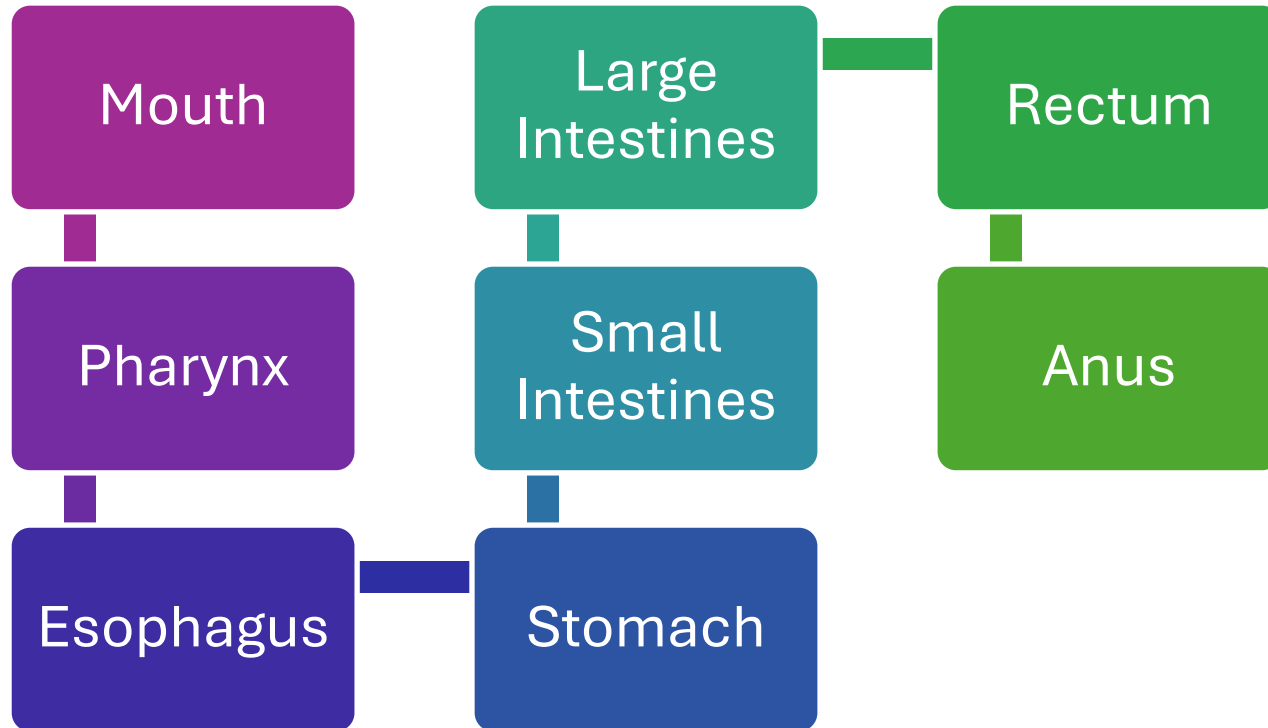 Mouth
Pharynx
Esophagus
Stomach
Small
Intestines
Large
Intestines
Rectum
Anus